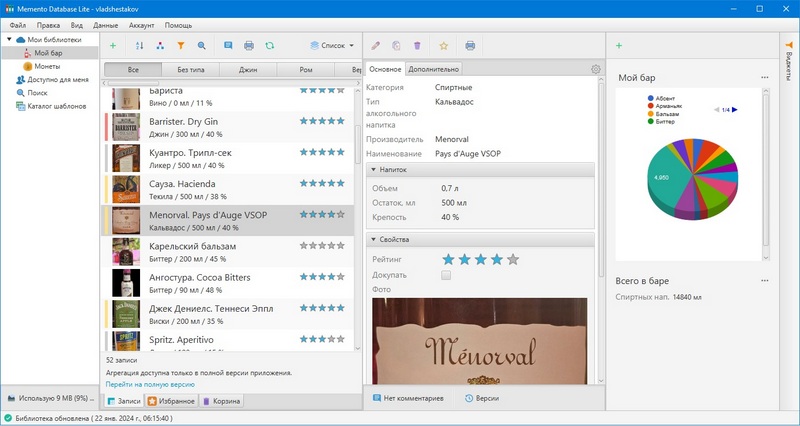 Memento Database Lite - vladshestakov
Файл Правка Вид Данные Аккаунт Помощь
Мои библиотеки
Мой бар
Монеты
Доступно для меня
Поиск
Каталог шаблонов
Использую 9 MB (9%) ...
Список
Все Без типа Джин Ром Вер
Бариста
Вино / 0 мл / 11 %
Barrister. Dry Gin
Джин / 300 мл / 40 %
Куантро. Трипл-сек
Ликер / 500 мл / 40 %
Сауза. Hacienda
Текила / 500 мл / 38 %
Menorval. Pays d'Auge VSOP
Кальвадос / 500 мл / 40 %
Карельский бальзам
Биттер / 200 мл / 45 %
Ангостура. Cocoa Bitters
Биттер / 90 мл / 48 %
Джек Дениелс. Теннеси Эппл
Виски / 200 мл / 35 %
Spritz. Aperitivo
52 записи
Агрегация доступна только в полной версии приложения.
Перейти на полную версию
Записи Избранное Корзина
Основное Дополнительно
Категория Спиртные
Тип алкогольного напитка Кальвадос
Производитель Menorval
Наименование Pays d'Auge VSOP
Напиток
Объем 0,7 л
Остаток, мл 500 мл
Крепость 40 %
Свойства
Рейтинг
Докупать
Фото
Ménorval
Нет комментариев Версии
Мой бар
Абсент
Арманьяк
Бальзам
Биттер
1/4
4,950
Всего в баре
Спиртных нап. 14840 мл
Виджеты
Библиотека обновлена ( 22 янв. 2024 г., 06:15:40 )